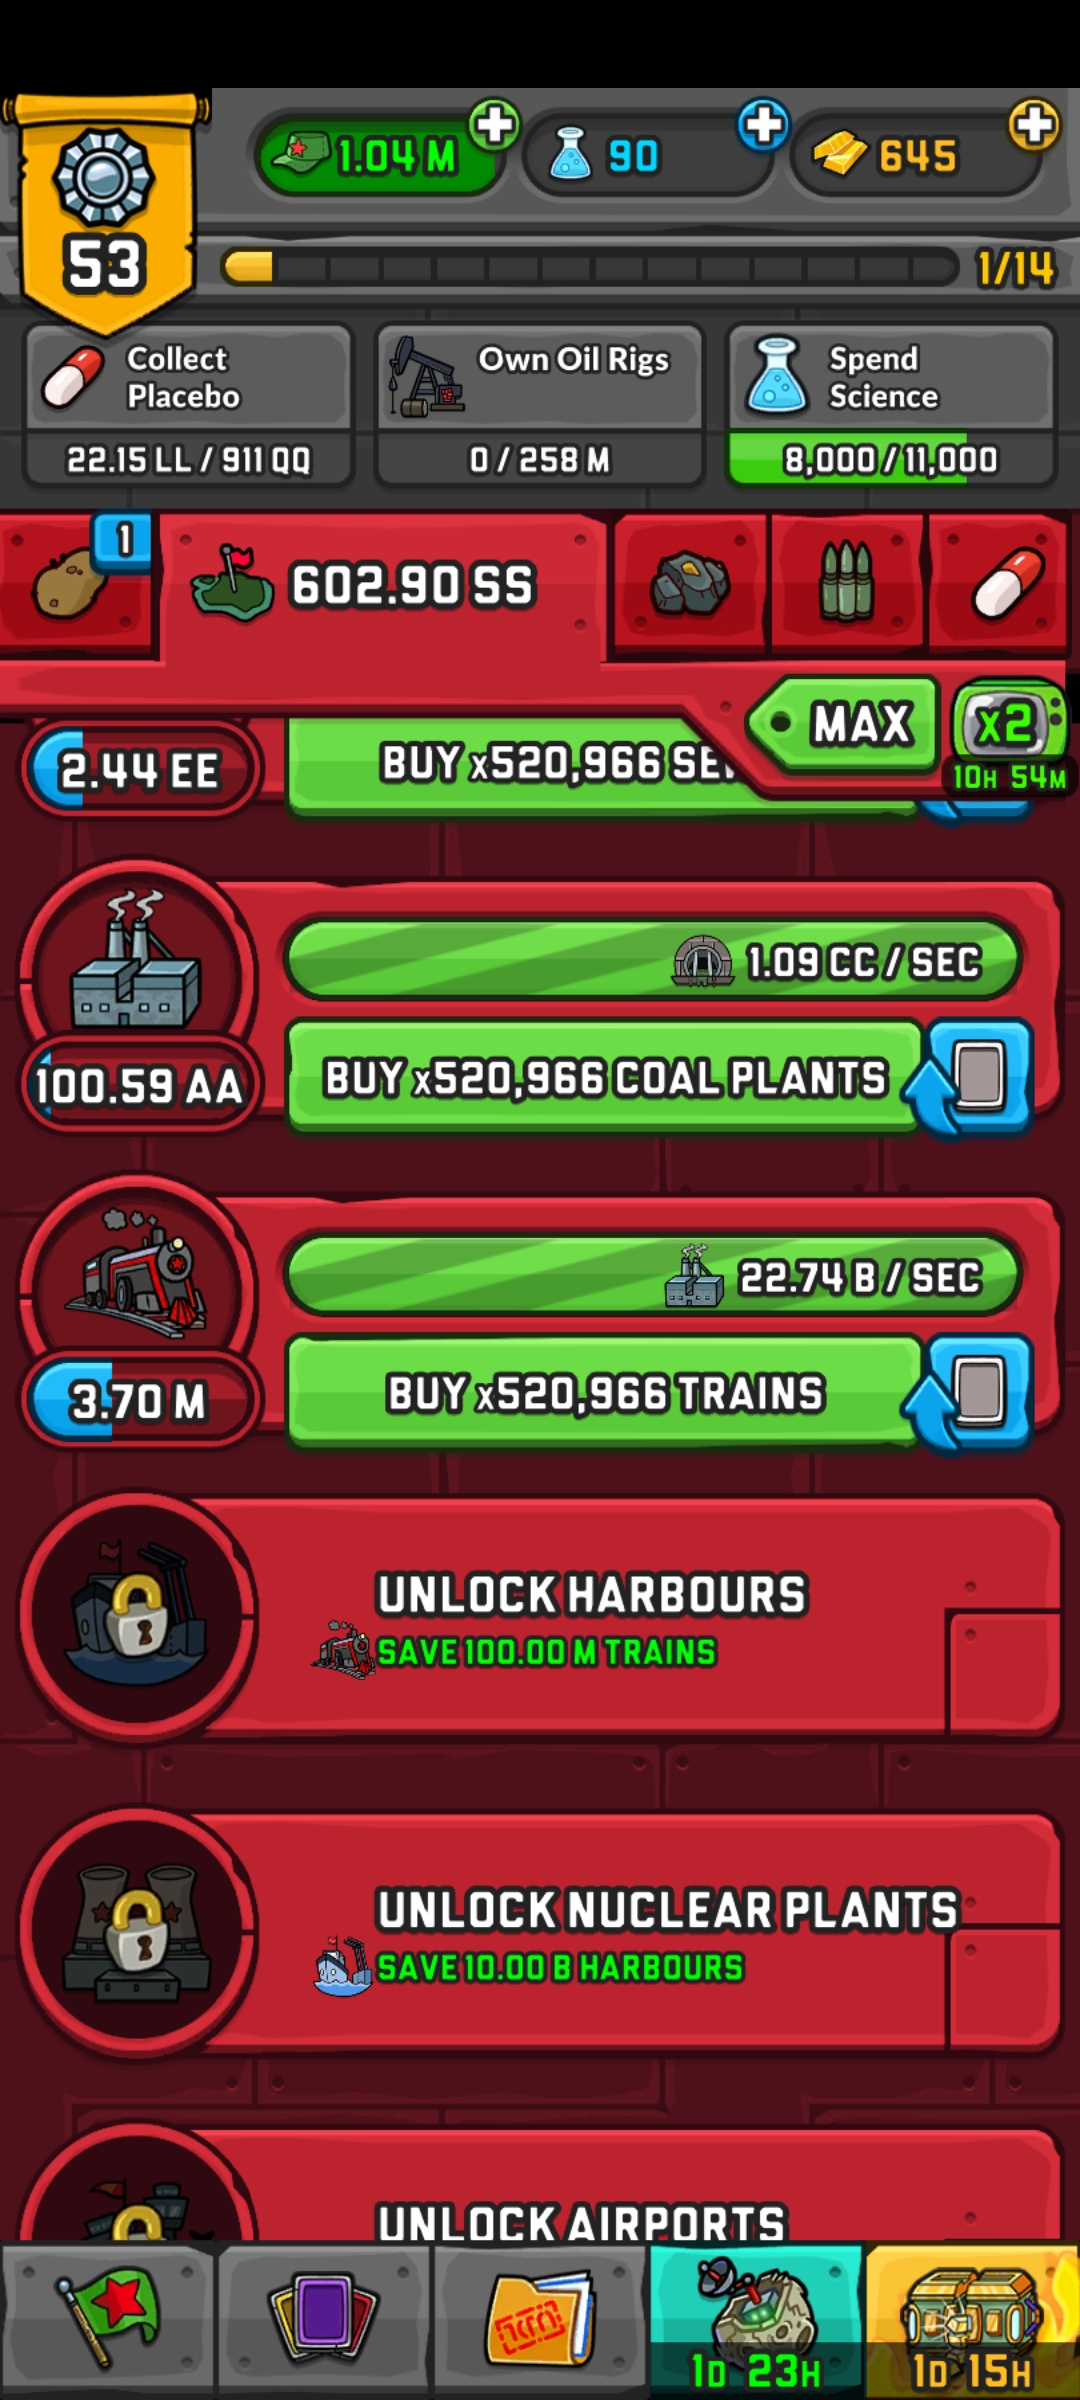 1.04 M
90
645
53
1/14
Collect
Placebo
22.15 LL / 911 QQ
Own Oil Rigs
0 / 258 M
Spend
Science
8,000 / 11,000
1
602.90 SS
MAX
x2
10H 54M
2.44 EE
BUY x520,966
1.09 CC / SEC
100.59 AA
BUY x520,966 COAL PLANTS
22.74 B / SEC
3.70 M
BUY x520,966 TRAINS
UNLOCK HARBOURS
SAVE 100.00 M TRAINS
UNLOCK NUCLEAR PLANTS
SAVE 10.00 B HARBOURS
UNLOCK AIRPORTS
1D 23H
1D 15H